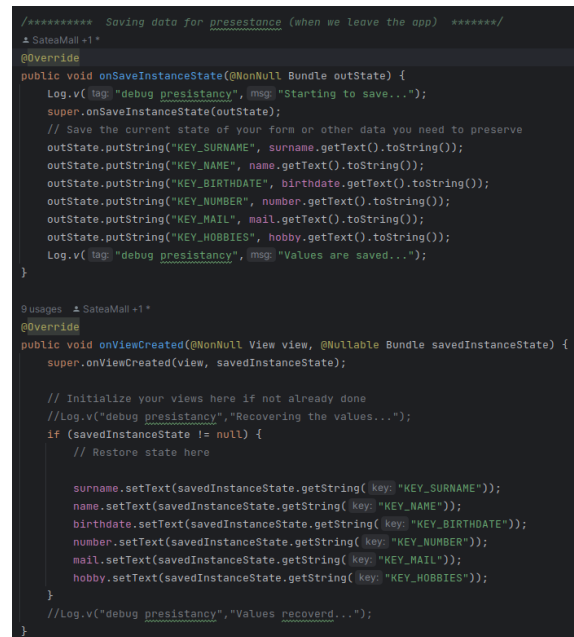 /********** Saving data for presestance (when we leave the app) *******/
SateaMall +1 *
@Override
public void onSaveInstanceState(@NonNull Bundle outState) {
Log.v( tag: "debug presistancy", msg: "Starting to save...");
super.onSaveInstanceState(outState);
// Save the current state of your form or other data you need to preserve
outState.putString("KEY_SURNAME", surname.getText().toString());
outState.putString("KEY_NAME", name.getText().toString());
outState.putString("KEY_BIRTHDATE", birthdate.getText().toString());
outState.putString("KEY_NUMBER", number.getText().toString());
outState.putString("KEY_MAIL", mail.getText().toString());
outState.putString("KEY_HOBBIES", hobby.getText().toString());
Log.v( tag: "debug presistancy", msg: "Values are saved...");
}
9 usages SateaMall +1 *
@Override
public void onViewCreated(@NonNull View view, @Nullable Bundle savedInstanceState) {
super.onViewCreated(view, savedInstanceState);
// Initialize your views here if not already done
//Log.v("debug presistancy","Recovering the values...");
if (savedInstanceState != null) {
// Restore state here
surname.setText(savedInstanceState.getString( key: "KEY_SURNAME"));
name.setText(savedInstanceState.getString( key: "KEY_NAME"));
birthdate.setText(savedInstanceState.getString( key: "KEY_BIRTHDATE"));
number.setText(savedInstanceState.getString( key: "KEY_NUMBER"));
mail.setText(savedInstanceState.getString( key: "KEY_MAIL"));
hobby.setText(savedInstanceState.getString( key: "KEY_HOBBIES"));
}
//Log.v("debug presistancy","Values recoverd...");
}